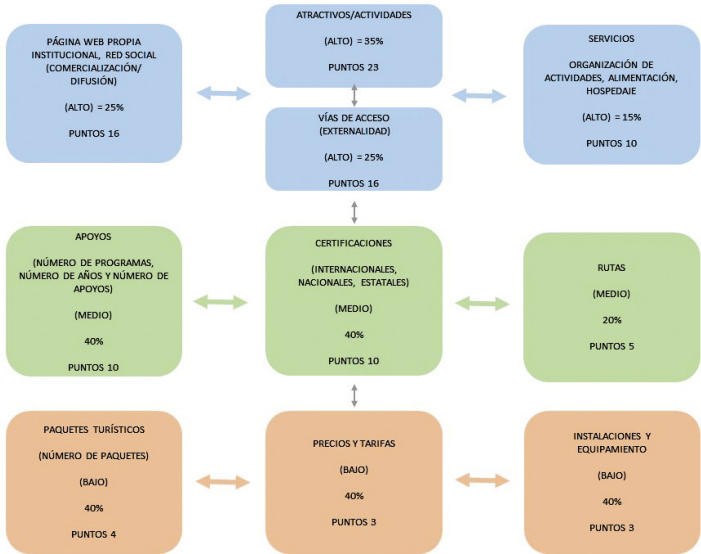 PÁGINA WEB PROPIA
INSTITUCIONAL, RED SOCIAL
(COMERCIALIZACIÓN/
DIFUSIÓN)
(ALTO) = 25%
PUNTOS 16
ATRACTIVOS/ACTIVIDADES
(ALTO) = 35%
PUNTOS 23
VÍAS DE ACCESO
(EXTERNALIDAD)
(ALTO) = 25%
PUNTOS 16
SERVICIOS
ORGANIZACIÓN DE
ACTIVIDADES, ALIMENTACIÓN,
HOSPEDAJE
(ALTO) = 15%
PUNTOS 10
APOYOS
(NÚMERO DE PROGRAMAS,
NÚMERO DE AÑOS Y NÚMERO DE
APOYOS)
(MEDIO)
40%
PUNTOS 10
CERTIFICACIONES
(INTERNACIONALES,
NACIONALES, ESTATALES)
(MEDIO)
40%
PUNTOS 10
RUTAS
(MEDIO)
20%
PUNTOS 5
PAQUETES TURÍSTICOS
(NÚMERO DE PAQUETES)
(BAJO)
40%
PUNTOS 4
PRECIOS Y TARIFAS
(BAJO)
40%
PUNTOS 3
INSTALACIONES Y
EQUIPAMIENTO
(BAJO)
40%
PUNTOS 3